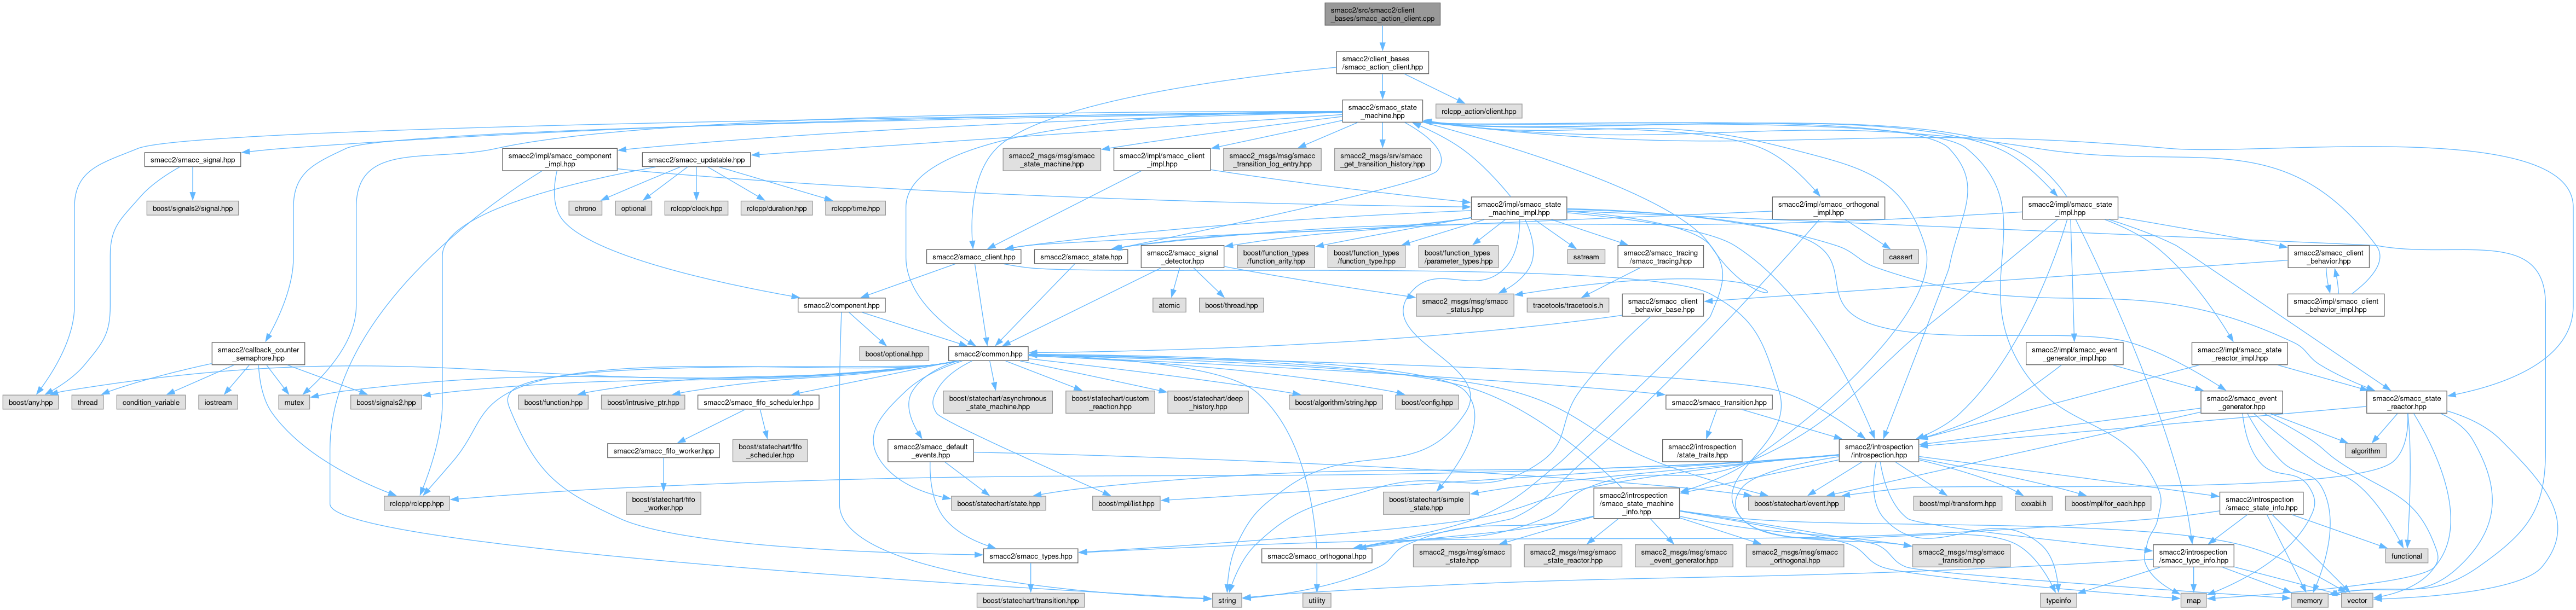 smacc2/src/smacc2/client
_bases/smacc_action_client.cpp
smacc2/client_bases
/smacc_action_client.hpp
smacc2/smacc_state
_machine.hpp
rclcpp_action/client.hpp
smacc2/smacc_signal.hpp
smacc2/impl/smacc_component
_impl.hpp
smacc2/smacc_updatable.hpp
smacc2_msgs/msg/smacc
_state_machine.hpp
smacc2/impl/smacc_client
_impl.hpp
smacc2_msgs/msg/smacc
_transition_log_entry.hpp
smacc2_msgs/srv/smacc
_get_transition_history.hpp
boost/signals2/signal.hpp
chrono
optional
rclcpp/clock.hpp
rclcpp/duration.hpp
rclcpp/time.hpp
smacc2/impl/smacc_state
_machine_impl.hpp
smacc2/impl/smacc_orthogonal
_impl.hpp
smacc2/impl/smacc_state
_impl.hpp
smacc2/smacc_client.hpp
smacc2/smacc_state.hpp
smacc2/smacc_signal
_detector.hpp
boost/function_types
/function_arity.hpp
boost/function_types
/function_type.hpp
boost/function_types
/parameter_types.hpp
sstream
smacc2/smacc_tracing
/smacc_tracing.hpp
cassert
smacc2/smacc_client
_behavior.hpp
smacc2/component.hpp
atomic
boost/thread.hpp
smacc2_msgs/msg/smacc
_status.hpp
tracetools/tracetools.h
smacc2/smacc_client
_behavior_base.hpp
smacc2/impl/smacc_client
_behavior_impl.hpp
smacc2/callback_counter
_semaphore.hpp
boost/optional.hpp
smacc2/common.hpp
smacc2/impl/smacc_event
_generator_impl.hpp
smacc2/impl/smacc_state
_reactor_impl.hpp
boost/any.hpp
thread
condition_variable
iostream
mutex
boost/signals2.hpp
boost/function.hpp
boost/intrusive_ptr.hpp
smacc2/smacc_fifo_scheduler.hpp
boost/statechart/asynchronous
_state_machine.hpp
boost/statechart/custom
_reaction.hpp
boost/statechart/deep
_history.hpp
boost/algorithm/string.hpp
boost/config.hpp
smacc2/smacc_transition.hpp
smacc2/smacc_event
_generator.hpp
smacc2/smacc_state
_reactor.hpp
smacc2/smacc_fifo_worker.hpp
boost/statechart/fifo
_scheduler.hpp
smacc2/smacc_default
_events.hpp
smacc2/introspection
/state_traits.hpp
smacc2/introspection
/introspection.hpp
algorithm
rclcpp/rclcpp.hpp
boost/statechart/fifo
_worker.hpp
boost/statechart/state.hpp
boost/mpl/list.hpp
boost/statechart/simple
_state.hpp
smacc2/introspection
/smacc_state_machine
_info.hpp
boost/statechart/event.hpp
boost/mpl/transform.hpp
cxxabi.h
boost/mpl/for_each.hpp
smacc2/introspection
/smacc_state_info.hpp
smacc2/smacc_types.hpp
smacc2/smacc_orthogonal.hpp
smacc2_msgs/msg/smacc
_state.hpp
smacc2_msgs/msg/smacc
_state_reactor.hpp
smacc2_msgs/msg/smacc
_event_generator.hpp
smacc2_msgs/msg/smacc
_orthogonal.hpp
smacc2_msgs/msg/smacc
_transition.hpp
smacc2/introspection
/smacc_type_info.hpp
functional
boost/statechart/transition.hpp
string
utility
typeinfo
map
memory
vector